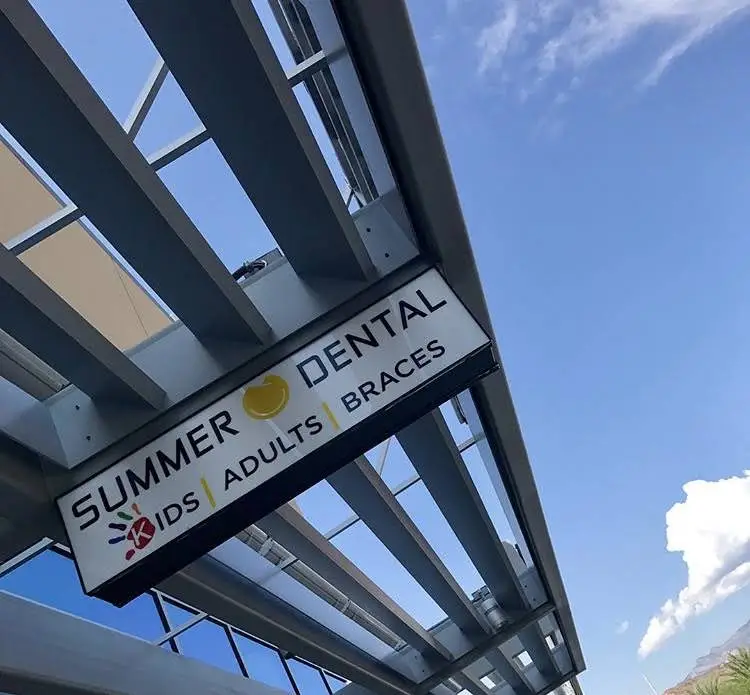 SUMMER DENTAL
KIDS | ADULTS | BRACES